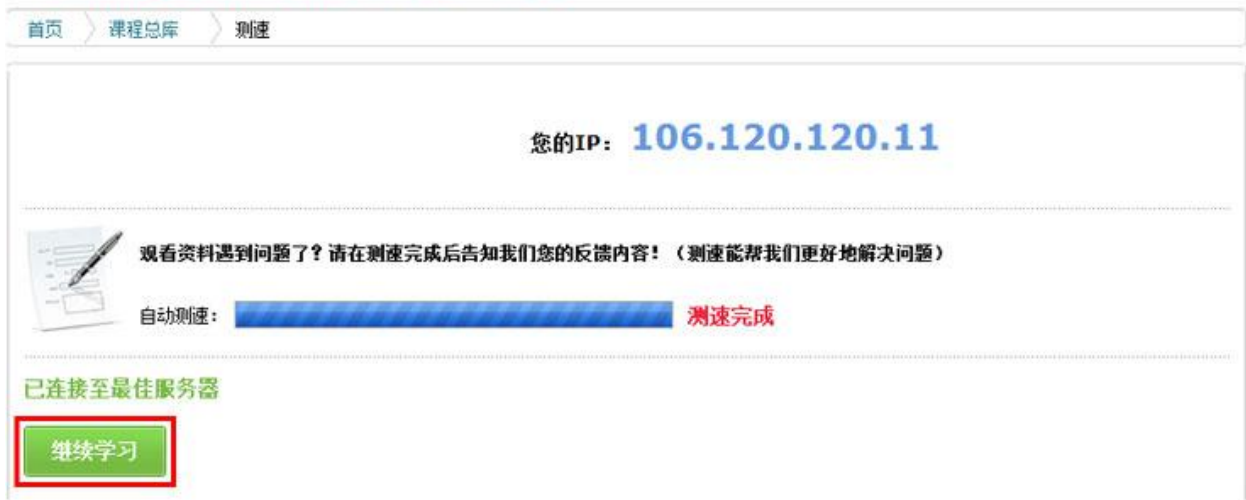 首页 课程总库 测速
您的IP： 106.120.120.11
观看资料遇到问题了？请在测速完成后告知我们您的反馈内容！（测速能帮我们更好地解决问题）
自动测速： 测速完成
已连接至最佳服务器
继续学习